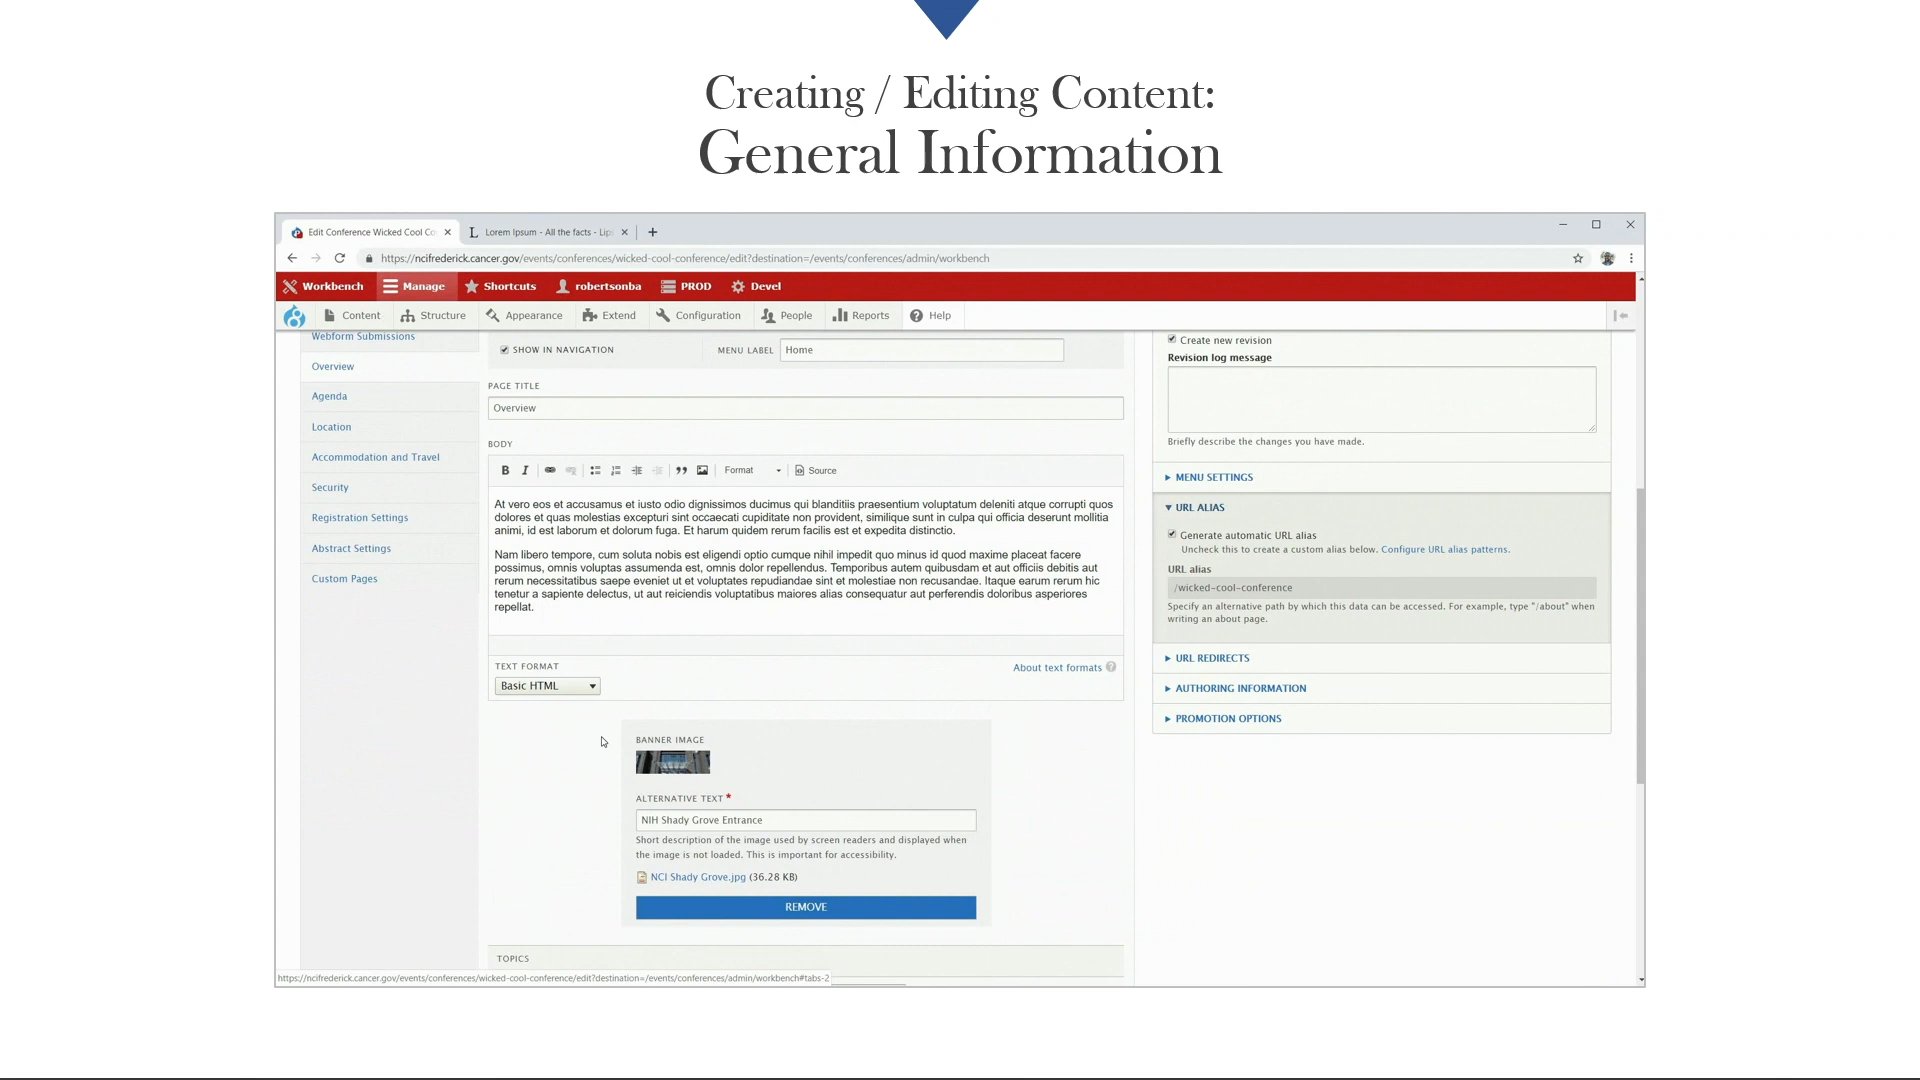 Creating / Editing Content:
General Information
Edit Conference Wicked Cool Co
Lorem Ipsum - All the facts - Lip
https://ncifrederick.cancer.gov/events/conferences/wicked-cool-conference/edit?destination=/events/conferences/admin/workbench
Workbench Manage Shortcuts robertsonba PROD Devel
Content Structure Appearance Extend Configuration People Reports Help
Webform Submissions
Overview
Agenda
Location
Accommodation and Travel
Security
Registration Settings
Abstract Settings
Custom Pages
SHOW IN NAVIGATION
MENU LABEL Home
PAGE TITLE
Overview
BODY
B I Format Source
At vero eos et accusamus et iusto odio dignissimos ducimus qui blanditiis praesentium voluptatum deleniti atque corrupti quos
dolores et quas molestias excepturi sint occaecati cupiditate non provident, similique sunt in culpa qui officia deserunt mollitia
animi, id est laborum et dolorum fuga. Et harum quidem rerum facilis est et expedita distinctio.
Nam libero tempore, cum soluta nobis est eligendi optio cumque nihil impedit quo minus id quod maxime placeat facere
possimus, omnis voluptas assumenda est, omnis dolor repellendus. Temporibus autem quibusdam et aut officiis debitis aut
rerum necessitatibus saepe eveniet ut et voluptates repudiandae sint et molestiae non recusandae. Itaque earum rerum hic
tenetur a sapiente delectus, ut aut reiciendis voluptatibus maiores alias consequatur aut perferendis doloribus asperiores
repellat.
TEXT FORMAT
About text formats
Basic HTML
BANNER IMAGE
ALTERNATIVE TEXT *
NIH Shady Grove Entrance
Short description of the image used by screen readers and displayed when
the image is not loaded. This is important for accessibility.
NCI Shady Grove.jpg (36.28 KB)
REMOVE
TOPICS
Create new revision
Revision log message
Briefly describe the changes you have made.
MENU SETTINGS
URL ALIAS
Generate automatic URL alias
Uncheck this to create a custom alias below. Configure URL alias patterns.
URL alias
/wicked-cool-conference
Specify an alternative path by which this data can be accessed. For example, type "/about" when
writing an about page.
URL REDIRECTS
AUTHORING INFORMATION
PROMOTION OPTIONS
https://ncifrederick.cancer.gov/events/conferences/wicked-cool-conference/edit?destination=/events/conferences/admin/workbench#tabs-2